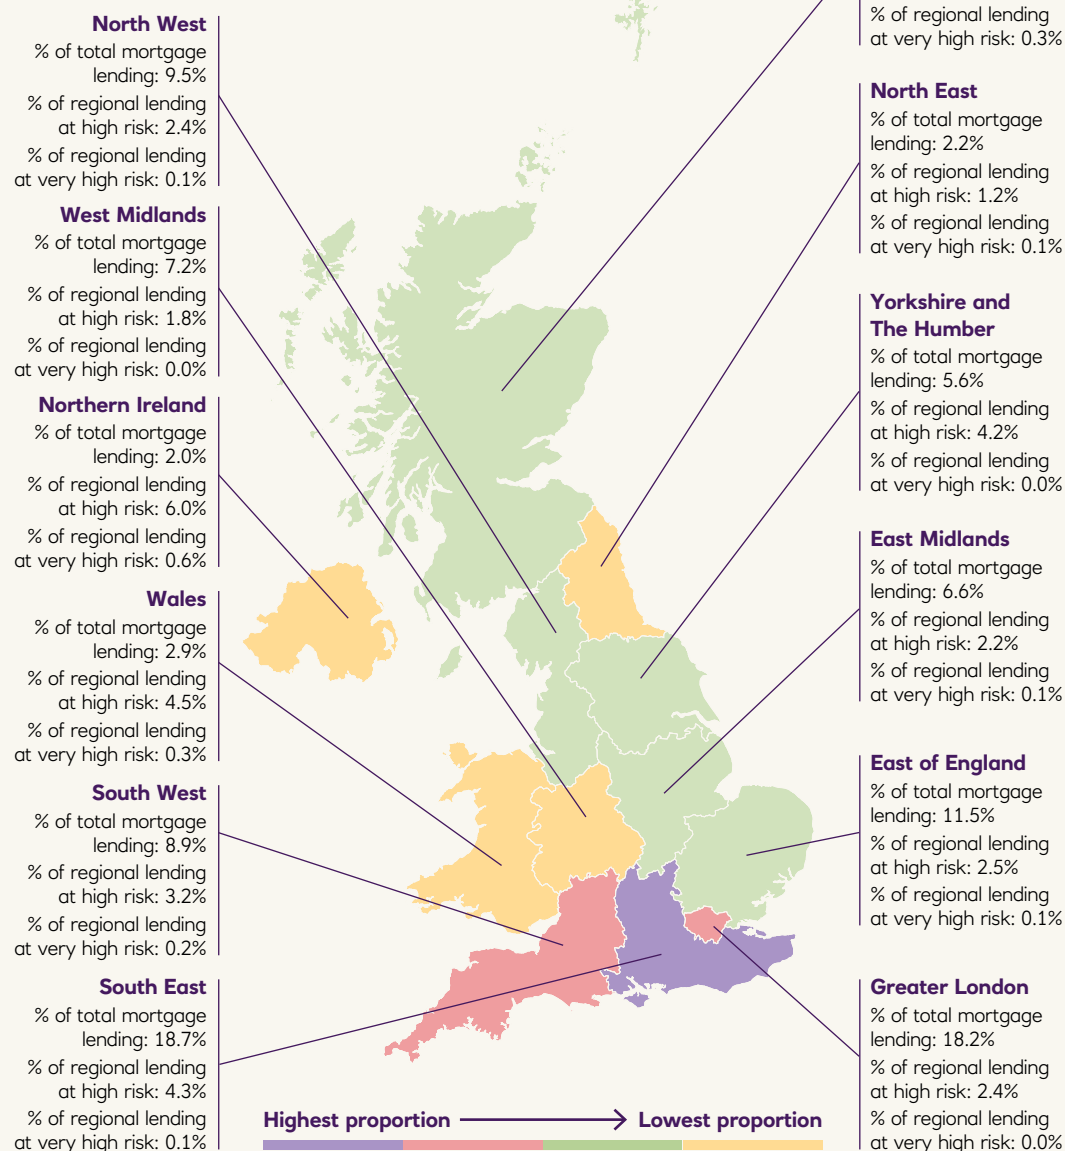 North West
% of total mortgage
lending: 9.5%
% of regional lending
at high risk: 2.4%
% of regional lending
at very high risk: 0.1%
West Midlands
% of total mortgage
lending: 7.2%
% of regional lending
at high risk: 1.8%
% of regional lending
at very high risk: 0.0%
Northern Ireland
% of total mortgage
lending: 2.0%
% of regional lending
at high risk: 6.0%
% of regional lending
at very high risk: 0.6%
Wales
% of total mortgage
lending: 2.9%
% of regional lending
at high risk: 4.5%
% of regional lending
at very high risk: 0.3%
South West
% of total mortgage
lending: 8.9%
% of regional lending
at high risk: 3.2%
% of regional lending
at very high risk: 0.2%
South East
% of total mortgage
lending: 18.7%
% of regional lending
at high risk: 4.3%
% of regional lending
at very high risk: 0.1%
% of regional lending
at very high risk: 0.3%
North East
% of total mortgage
lending: 2.2%
% of regional lending
at high risk: 1.2%
% of regional lending
at very high risk: 0.1%
Yorkshire and
The Humber
% of total mortgage
lending: 5.6%
% of regional lending
at high risk: 4.2%
% of regional lending
at very high risk: 0.0%
East Midlands
% of total mortgage
lending: 6.6%
% of regional lending
at high risk: 2.2%
% of regional lending
at very high risk: 0.1%
East of England
% of total mortgage
lending: 11.5%
% of regional lending
at high risk: 2.5%
% of regional lending
at very high risk: 0.1%
Greater London
% of total mortgage
lending: 18.2%
% of regional lending
at high risk: 2.4%
% of regional lending
at very high risk: 0.0%
Highest proportion Lowest proportion